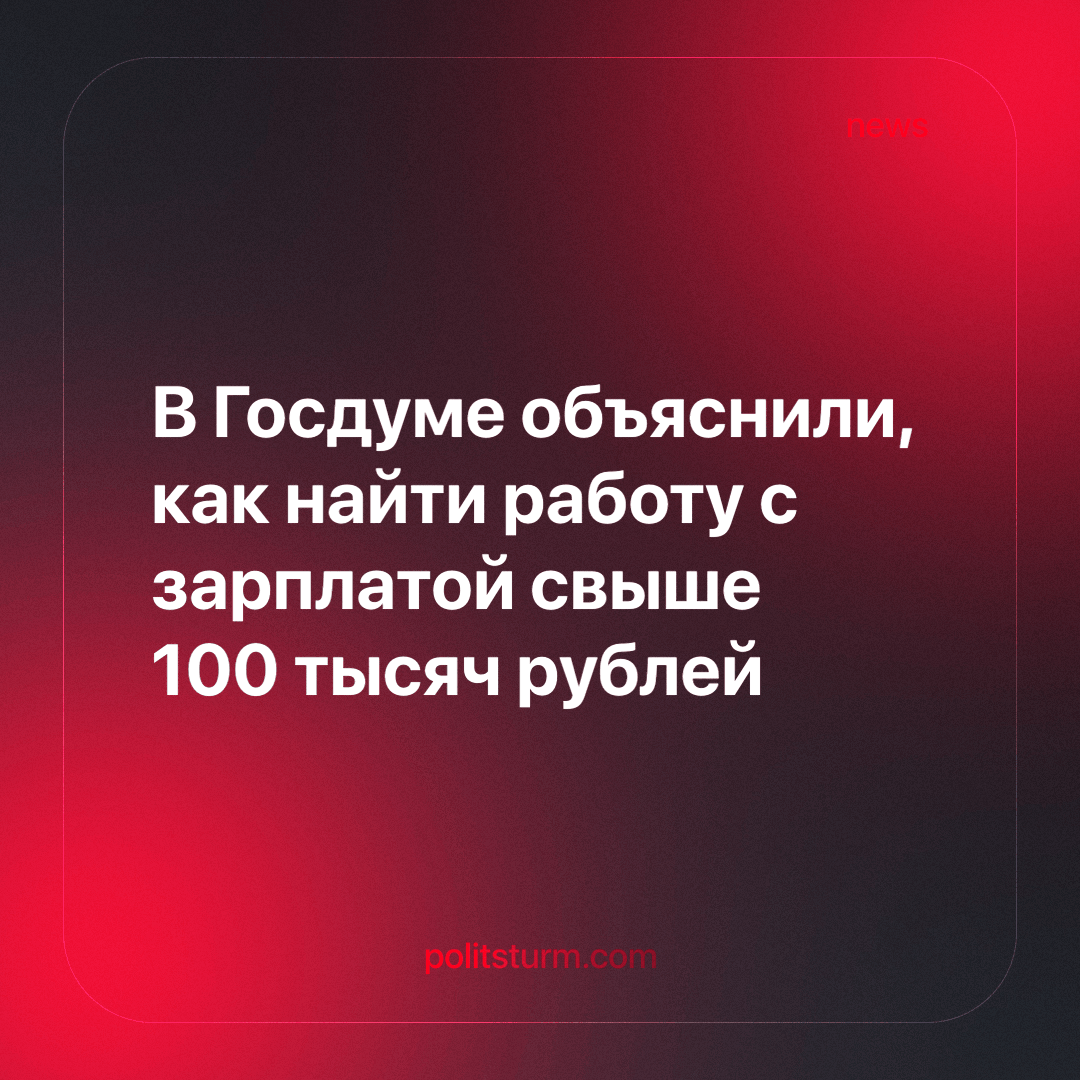 news
В Госдуме объяснили,
как найти работу с
зарплатой свыше
100 тысяч рублей
politsturm.com